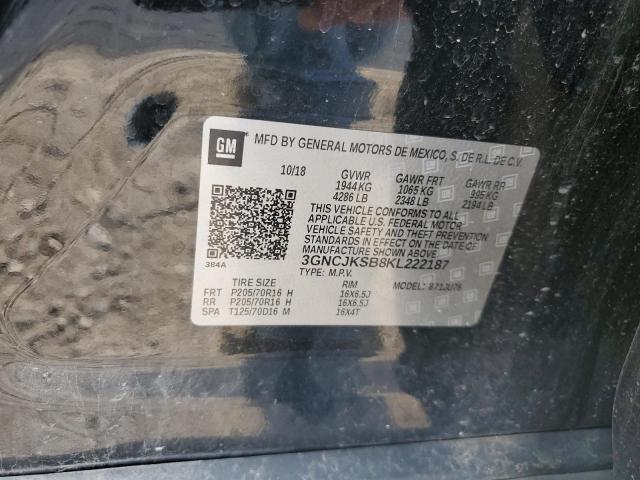 GM MFD BY GENERAL MOTORS DE MEXICO, S. DE R.L. DE C.V.
10/18 GVWR GAWR FRT GAWR RR
1944 KG 1065 KG 995 KG
4286 LB 2348 LB 2194 LB
THIS VEHICLE CONFORMS TO ALL
APPLICABLE U.S. FEDERAL MOTOR
VEHICLE SAFETY AND THEFT
PREVENTION STANDARDS IN
EFFECT ON THE DATE OF
MANUFACTURE SHOWN ABOVE
384A 3GNCJKSB8KL222187
TYPE: M.P.V. MODEL: 871JU76
TIRE SIZE RIM
FRT P205/70R16 H 16X6.5J
RR P205/70R16 H 16X6.5J
SPA T125/70D16 M 16X4T